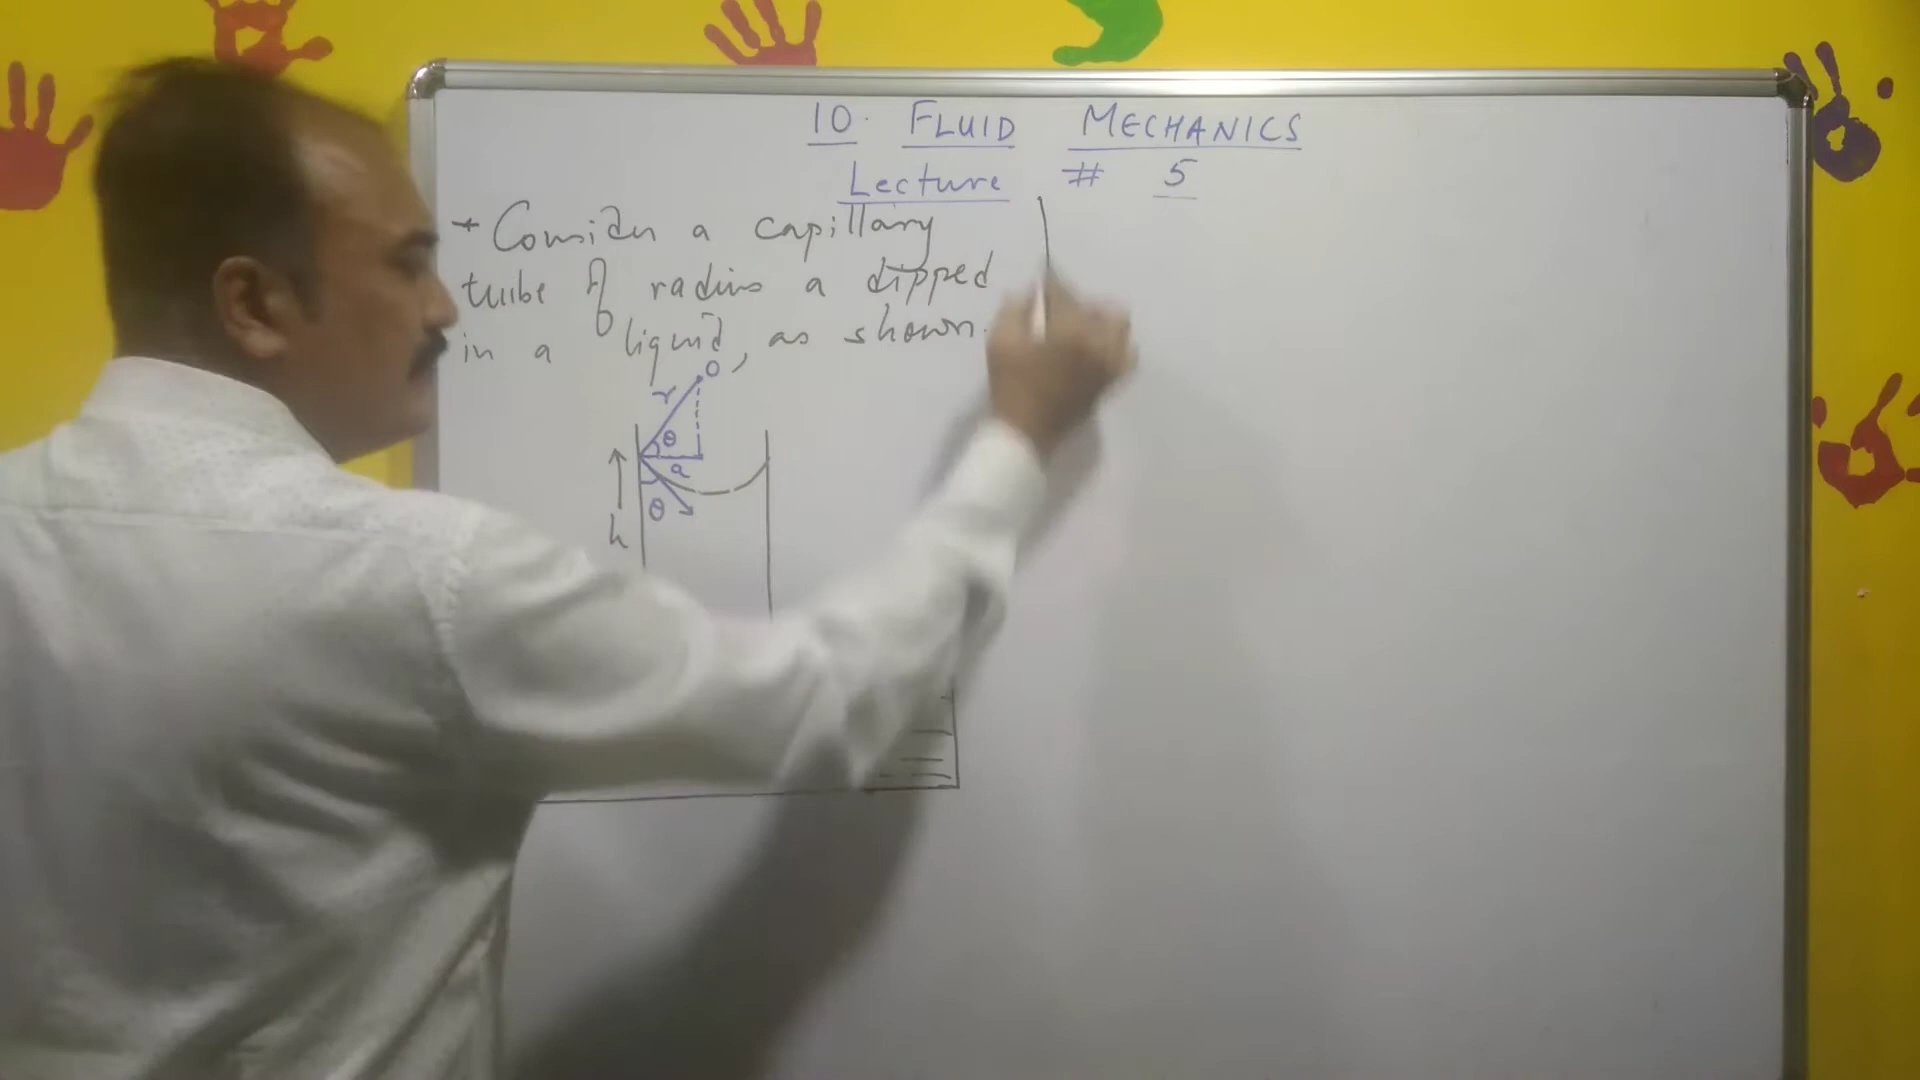 10. FLUID MECHANICS
Lecture # 5
* Consider a capillary
tube of radius a dipped
in a liquid, as shown.
O
r
θ
a
θ
h